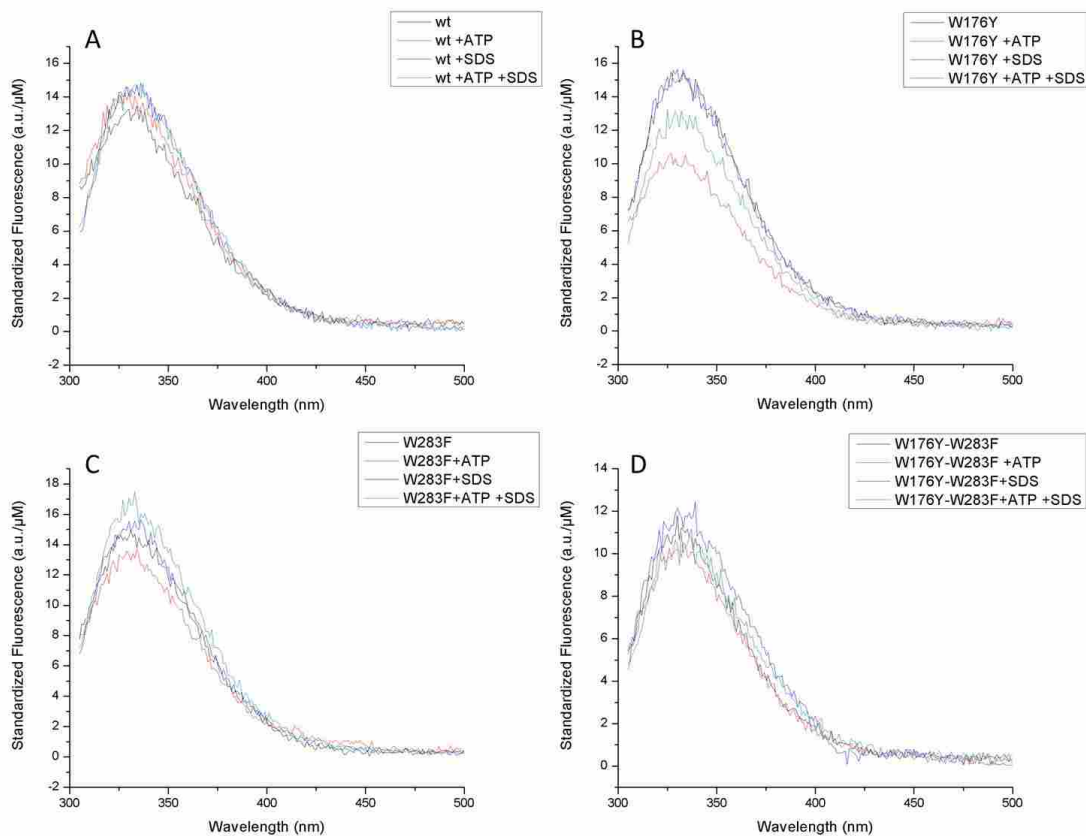 A
wt
wt +ATP
wt +SDS
wt +ATP +SDS
Standardized Fluorescence (a.u./µM)
16
14
12
10
8
6
4
2
0
-2
300
350
400
450
500
Wavelength (nm)
B
W176Y
W176Y +ATP
W176Y +SDS
W176Y +ATP +SDS
Standardized Fluorescence (a.u./µM)
16
14
12
10
8
6
4
2
0
-2
300
350
400
450
500
Wavelength (nm)
C
W283F
W283F+ATP
W283F+SDS
W283F+ATP +SDS
Standardized Fluorescence (a.u./µM)
18
16
14
12
10
8
6
4
2
0
-2
300
350
400
450
500
Wavelength (nm)
D
W176Y-W283F
W176Y-W283F +ATP
W176Y-W283F+SDS
W176Y-W283F+ATP +SDS
Standardized Fluorescence (a.u./µM)
14
12
10
8
6
4
2
0
300
350
400
450
500
Wavelength (nm)